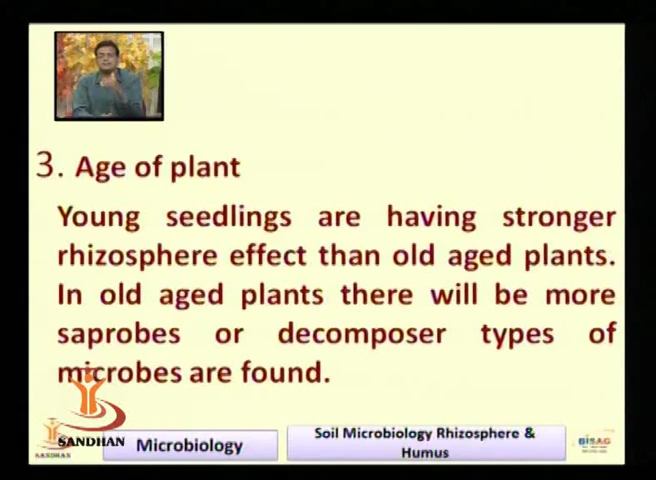 3. Age of plant
Young seedlings are having stronger
rhizosphere effect than old aged plants.
In old aged plants there will be more
saprobes or decomposer types of
microbes are found.
SANDHAN
SANDHAN
Microbiology
Soil Microbiology Rhizosphere &
Humus
BISAG